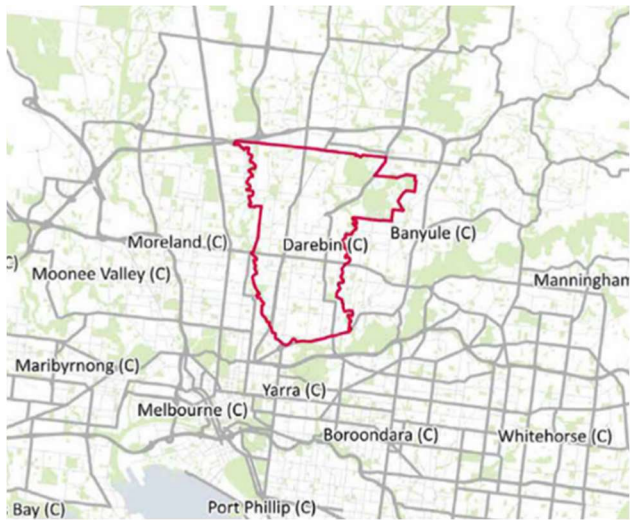 Moreland (C)
Darebin (C)
Banyule (C)
C)
Moonee Valley (C)
Manningham
Maribyrnong (C)
Yarra (C)
Melbourne (C)
Boroondara (C)
Whitehorse (C)
Bay (C)
Port Phillip (C)